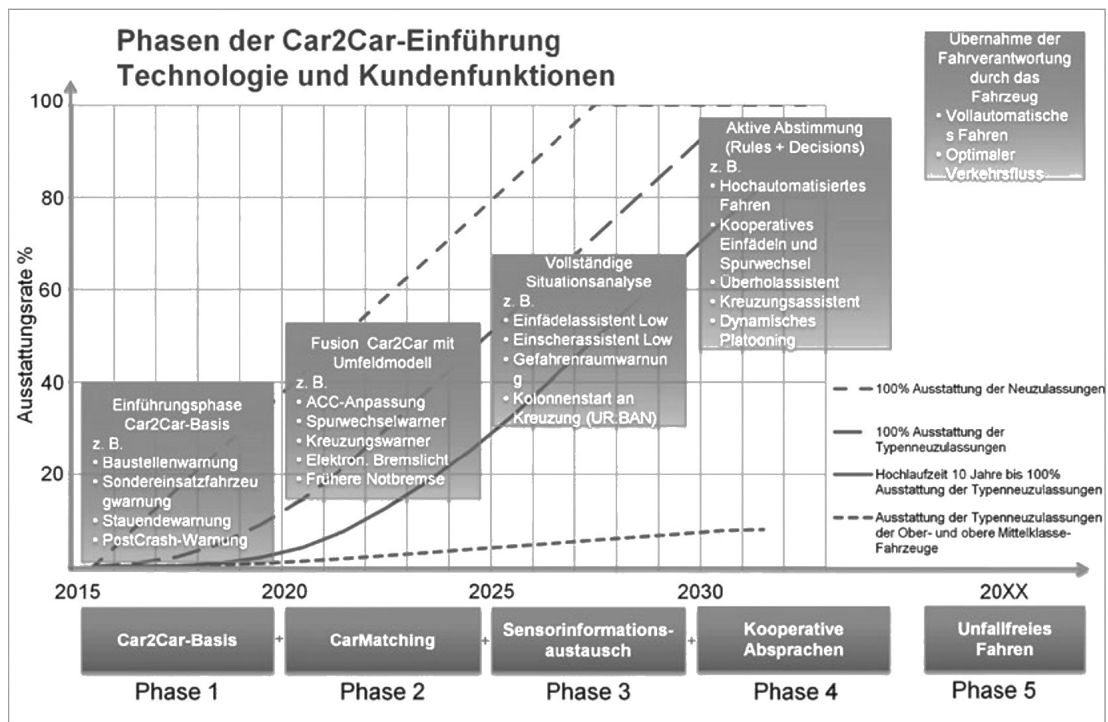 Phasen der Car2Car-Einführung
Technologie und Kundenfunktionen
Übernahme der
Fahrverantwortung
durch das
Fahrzeug
• Vollautomatische
s Fahren
• Optimaler
Verkehrsfluss
Ausstattungsrate %
100
80
60
40
20
Aktive Abstimmung
(Rules + Decisions)
z. B.
• Hochautomatisiertes
Fahren
• Kooperatives
Einfädeln und
Spurwechsel
• Überholassistent
• Kreuzungsassistent
• Dynamisches
Platooning
Vollständige
Situationsanalyse
z. B.
• Einfädelassistent Low
• Einscherassistent Low
• Gefahrenraumwarnun
g
• Kolonnenstart an
Kreuzung (UR:BAN)
Fusion Car2Car mit
Umfeldmodell
z. B.
• ACC-Anpassung
• Spurwechselwarner
• Kreuzungswarner
• Elektron. Bremslicht
• Frühere Notbremse
Einführungsphase
Car2Car-Basis
z. B.
• Baustellenwarnung
• Sondereinsatzfahrzeu
gwarnung
• Stauendewarnung
• PostCrash-Warnung
100% Ausstattung der Neuzulassungen
100% Ausstattung der
Typenneuzulassungen
Hochlaufzeit 10 Jahre bis 100%
Ausstattung der Typenneuzulassungen
Ausstattung der Typenneuzulassungen
der Ober- und obere Mittelklasse-
Fahrzeuge
2015 2020 2025 2030 20XX
Car2Car-Basis
+
CarMatching
+
Sensorinformations-
austausch
+
Kooperative
Absprachen
Unfallfreies
Fahren
Phase 1 Phase 2 Phase 3 Phase 4 Phase 5